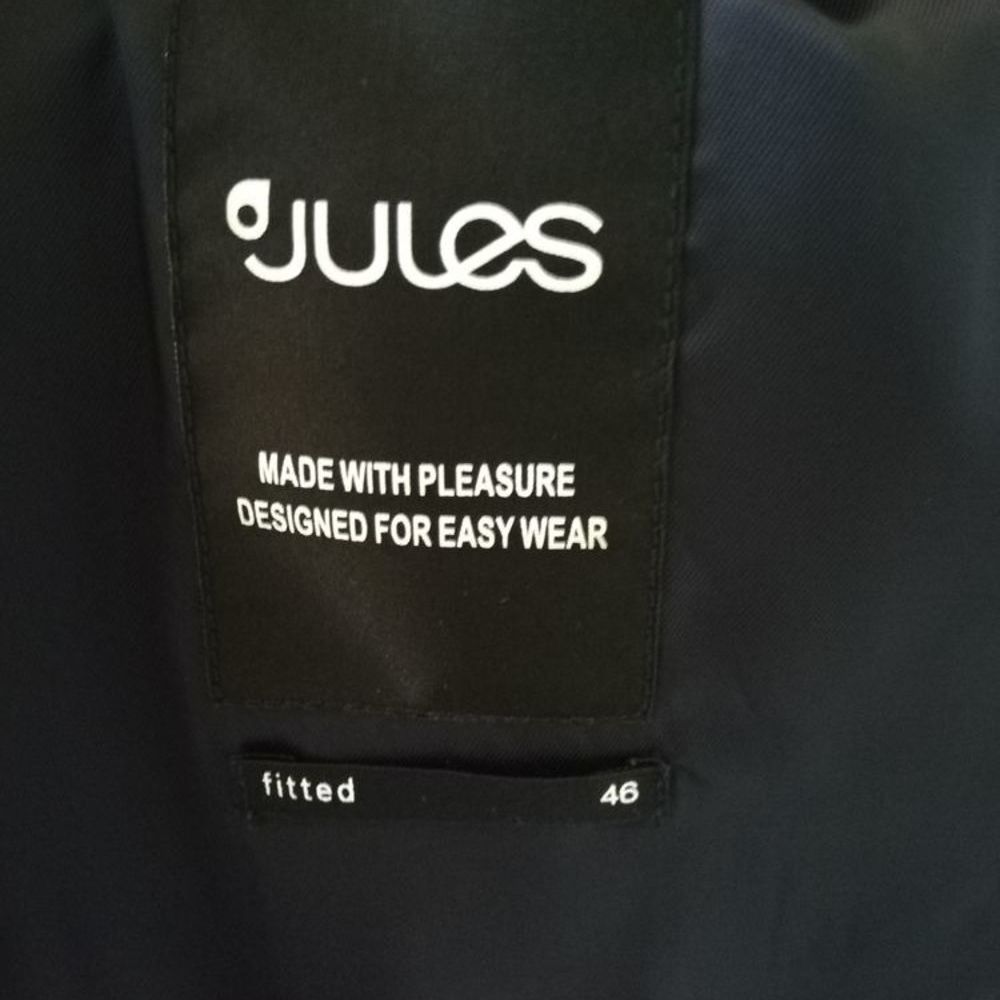 JULES
MADE WITH PLEASURE
DESIGNED FOR EASY WEAR
fitted 46